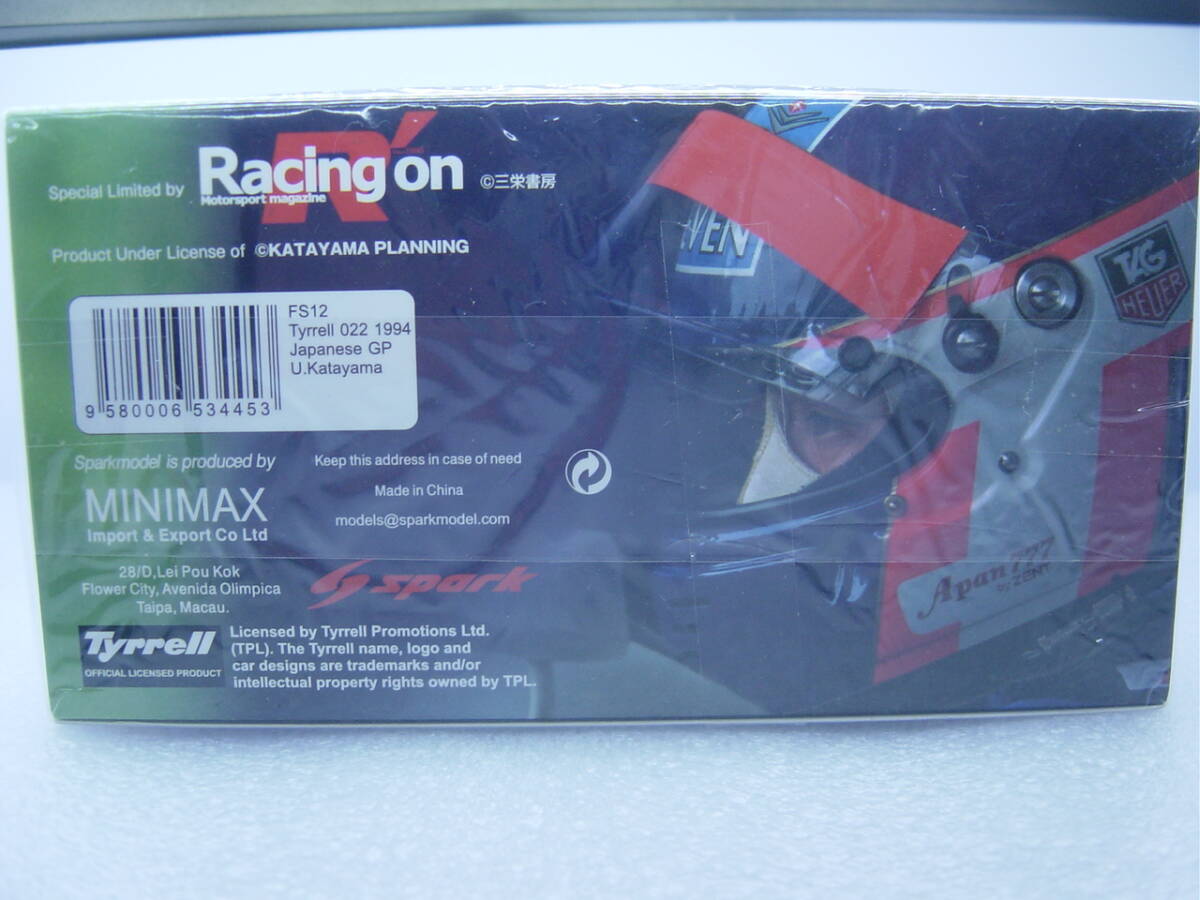 Special Limited by Racing on ©三栄書房
Motorsport magazine
Product Under License of ©KATAYAMA PLANNING
FS12
Tyrrell 022 1994
Japanese GP
U.Katayama
9 580006 534453
Sparkmodel is produced by
MINIMAX
Import & Export Co Ltd
28/D,Lei Pou Kok
Flower City, Avenida Olimpica
Taipa, Macau.
Keep this address in case of need
Made in China
models@sparkmodel.com
spark
Tyrrell
OFFICIAL LICENSED PRODUCT
Licensed by Tyrrell Promotions Ltd.
(TPL). The Tyrrell name, logo and
car designs are trademarks and/or
intellectual property rights owned by TPL.
EVEN
TAG
HEUER
Apan777
by ZENT